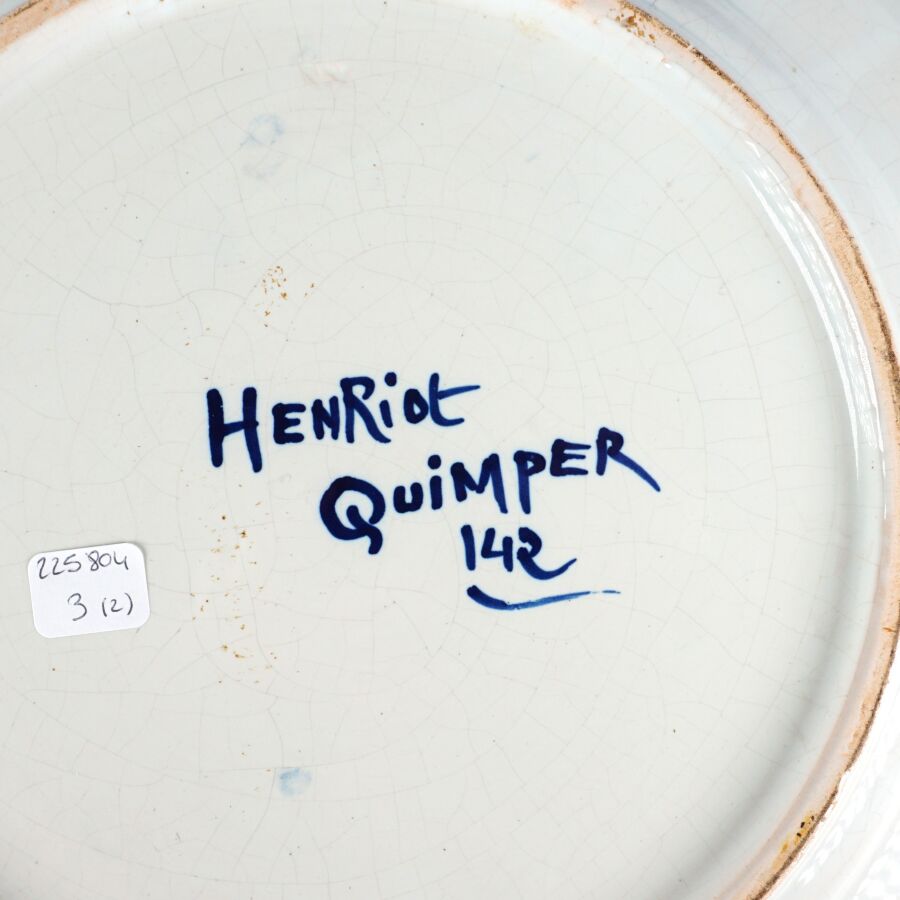 HENRiot
QuiMPER
142
225804
3 (2)